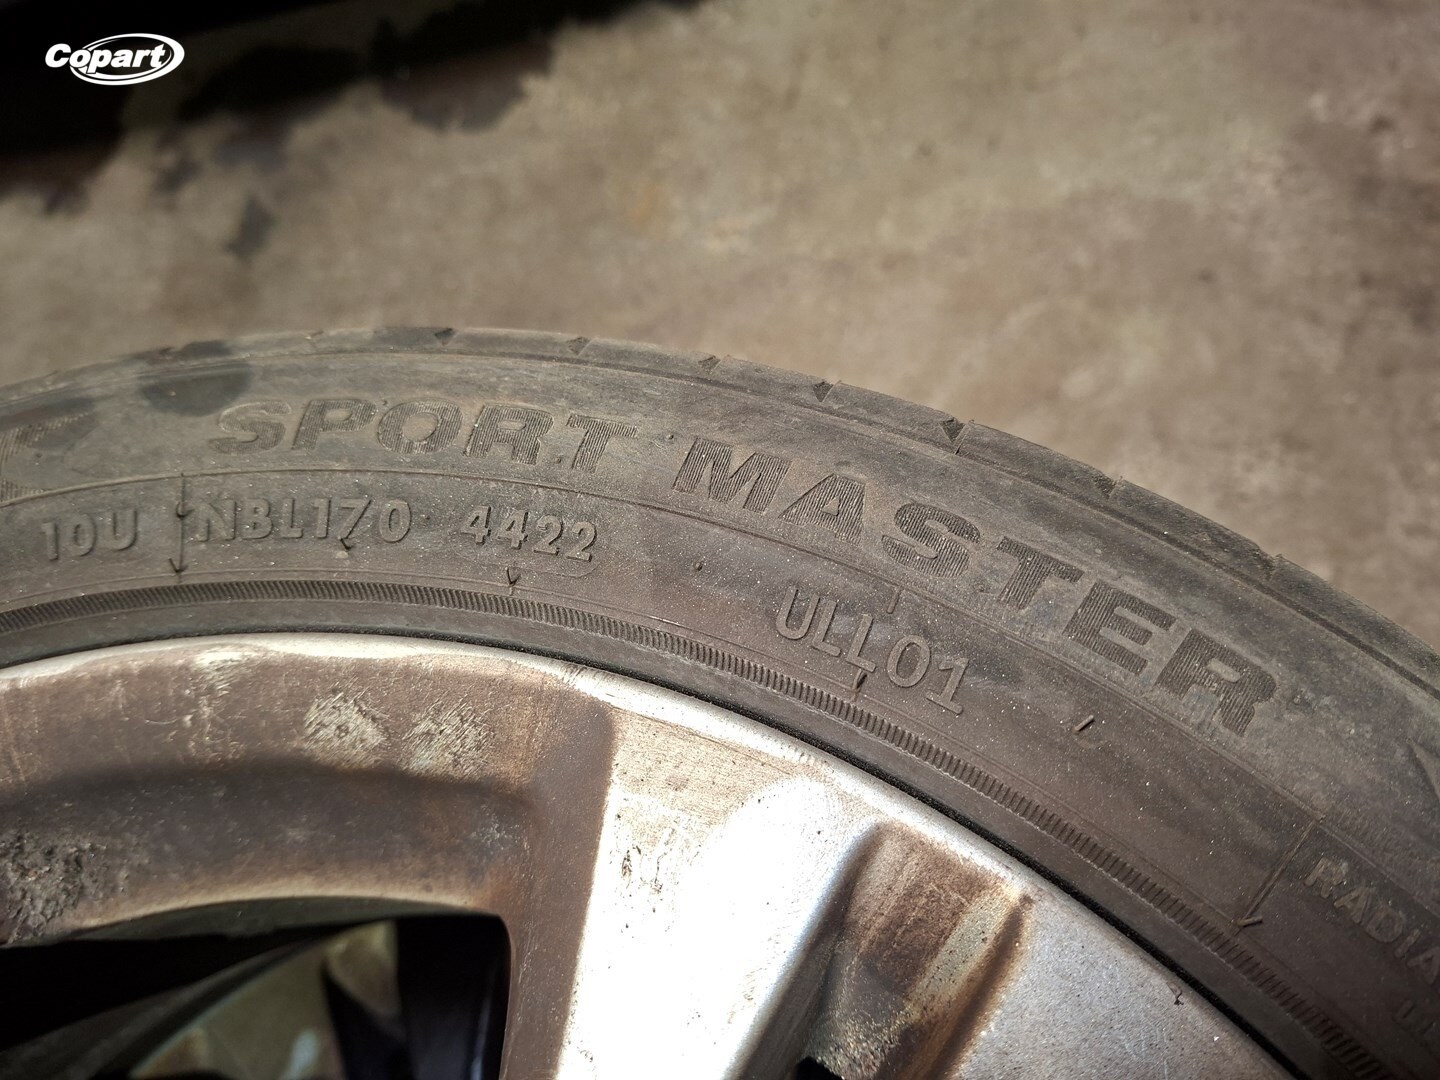 Copart
SPORT MASTER
10U NBL170 4422
ULL01
RADIA